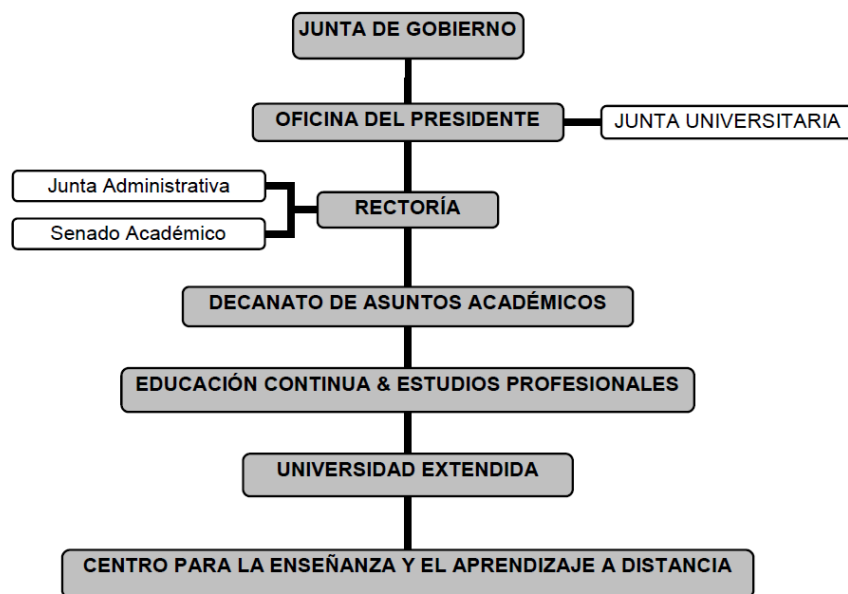 JUNTA DE GOBIERNO
OFICINA DEL PRESIDENTE
JUNTA UNIVERSITARIA
Junta Administrativa
Senado Académico
RECTORÍA
DECANATO DE ASUNTOS ACADÉMICOS
EDUCACIÓN CONTINUA & ESTUDIOS PROFESIONALES
UNIVERSIDAD EXTENDIDA
CENTRO PARA LA ENSEÑANZA Y EL APRENDIZAJE A DISTANCIA